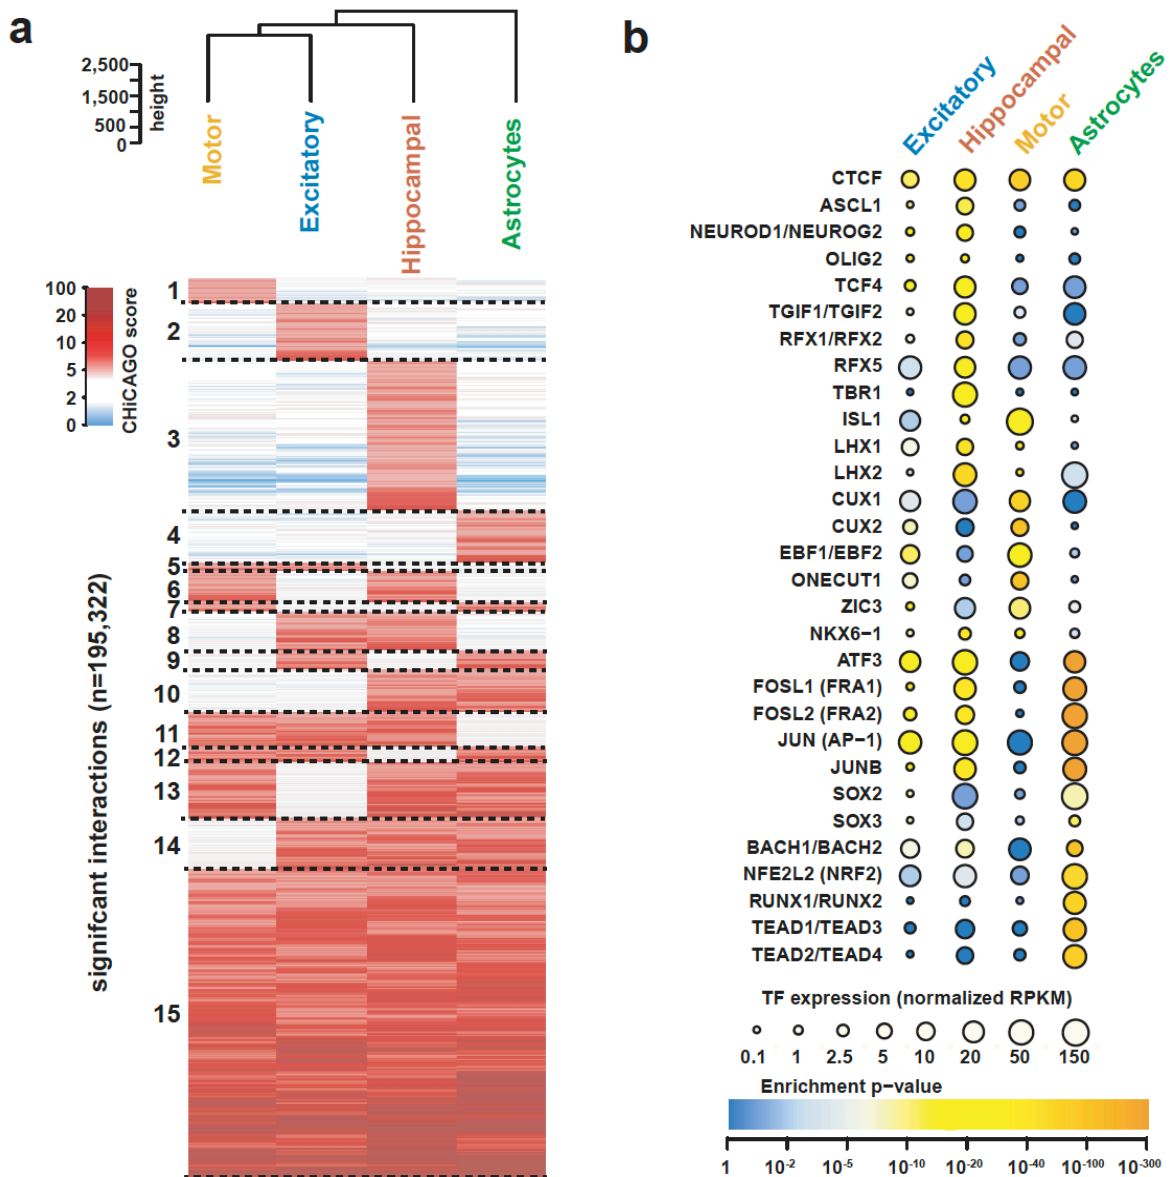 a
2,500
1,500
500
0
height
Motor
Excitatory
Hippocampal
Astrocytes
100
20
10
5
2
0
CHiCAGO score
signifcant interactions (n=195,322)
1
2
3
4
5
6
7
8
9
10
11
12
13
14
15
b
Excitatory
Hippocampal
Motor
Astrocytes
CTCF
ASCL1
NEUROD1/NEUROG2
OLIG2
TCF4
TGIF1/TGIF2
RFX1/RFX2
RFX5
TBR1
ISL1
LHX1
LHX2
CUX1
CUX2
EBF1/EBF2
ONECUT1
ZIC3
NKX6−1
ATF3
FOSL1 (FRA1)
FOSL2 (FRA2)
JUN (AP−1)
JUNB
SOX2
SOX3
BACH1/BACH2
NFE2L2 (NRF2)
RUNX1/RUNX2
TEAD1/TEAD3
TEAD2/TEAD4
TF expression (normalized RPKM)
0.1 1 2.5 5 10 20 50 150
Enrichment p−value
1 10-2 10-5 10-10 10-20 10-40 10-100 10-300